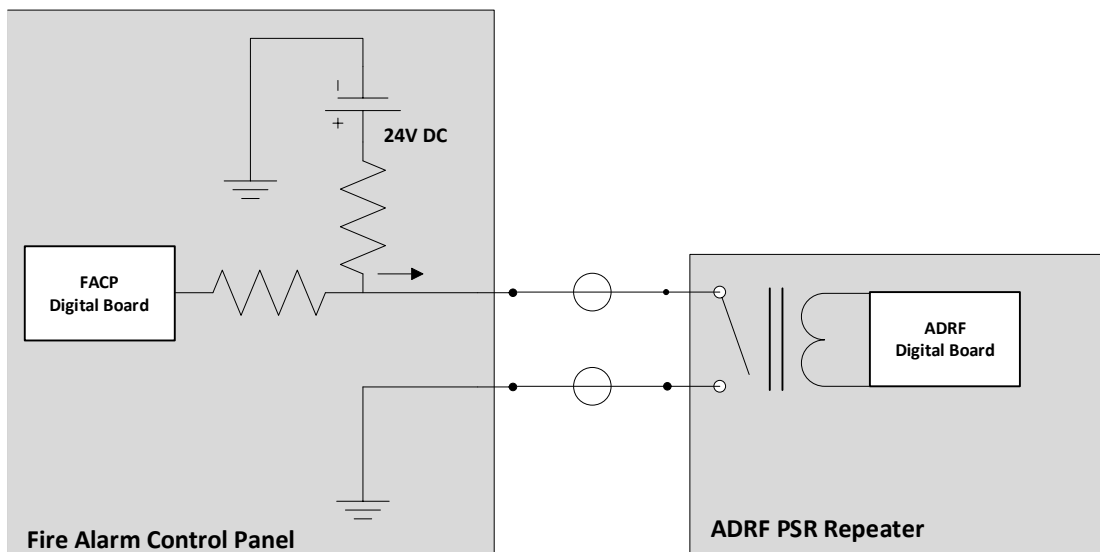 -
+
24V DC
FACP
Digital Board
ADRF
Digital Board
Fire Alarm Control Panel
ADRF PSR Repeater